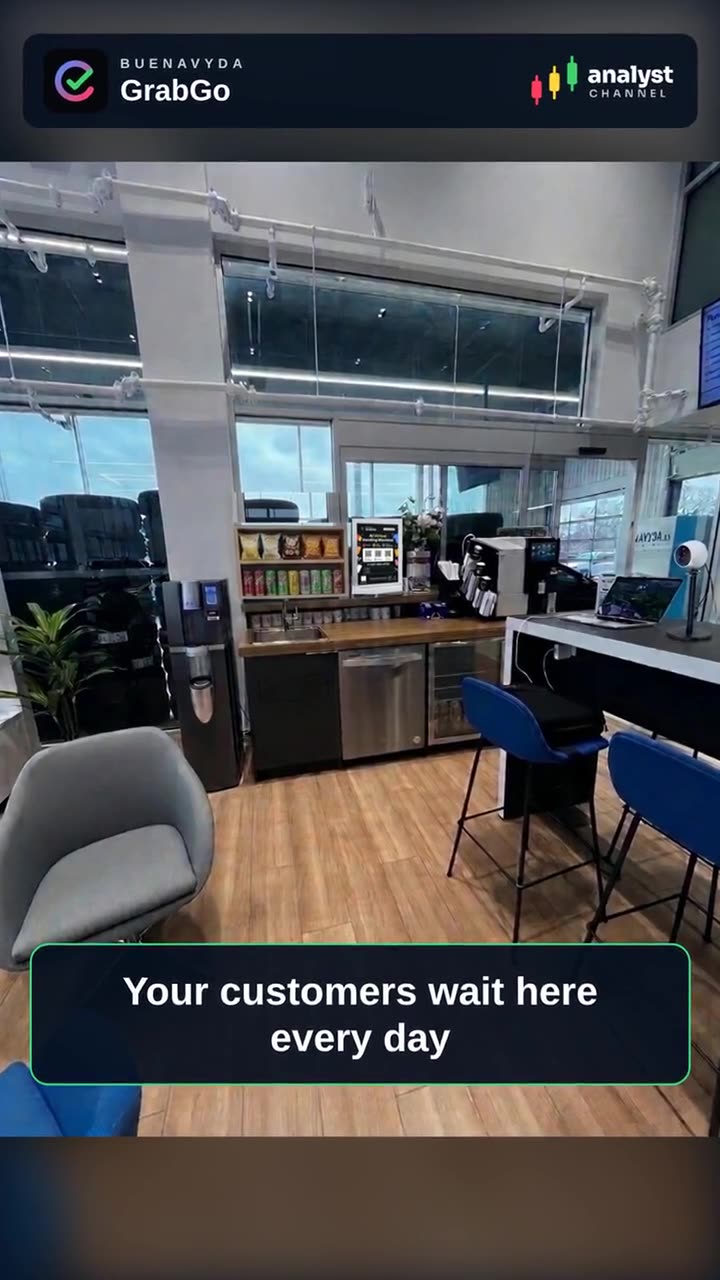 BUENAVYDA
GrabGo
analyst
CHANNEL
Your customers wait here
every day